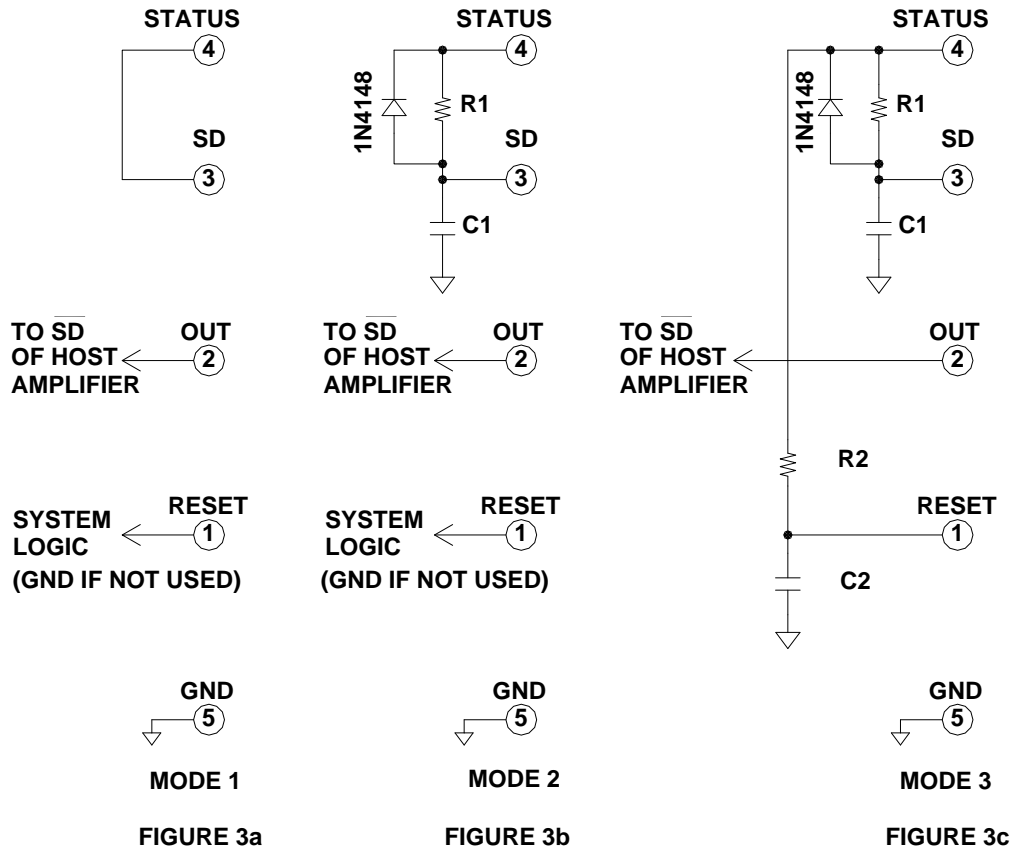 STATUS
4
SD
3
TO SD
OF HOST
AMPLIFIER
OUT
2
SYSTEM
LOGIC
(GND IF NOT USED)
RESET
1
GND
5
MODE 1
FIGURE 3a
STATUS
4
1N4148
R1
SD
3
C1
TO SD
OF HOST
AMPLIFIER
OUT
2
SYSTEM
LOGIC
(GND IF NOT USED)
RESET
1
GND
5
MODE 2
FIGURE 3b
STATUS
4
1N4148
R1
SD
3
C1
TO SD
OF HOST
AMPLIFIER
OUT
2
R2
RESET
1
C2
GND
5
MODE 3
FIGURE 3c